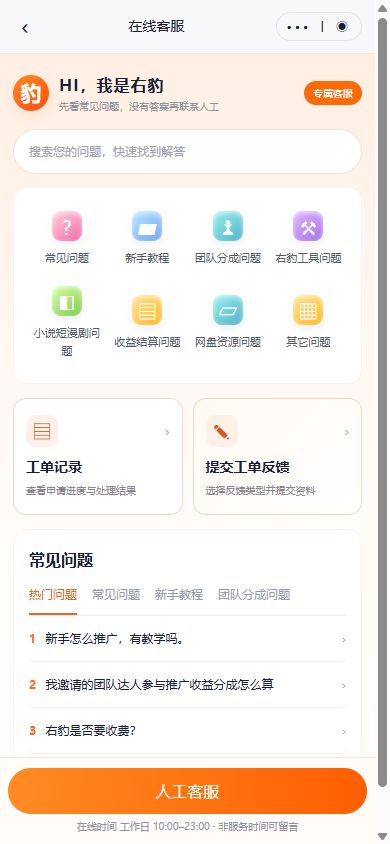 在线客服
豹
HI，我是右豹
先看常见问题，没有答案再联系人工
专属客服
搜索您的问题，快速找到解答
?
常见问题
新手教程
团队分成问题
右豹工具问题
小说短漫剧问
题
收益结算问题
网盘资源问题
其它问题
工单记录
查看申请进度与处理结果
提交工单反馈
选择反馈类型并提交资料
常见问题
热门问题 常见问题 新手教程 团队分成问题
1 新手怎么推广，有教学吗。
2 我邀请的团队达人参与推广收益分成怎么算
3 右豹是否要收费？
人工客服
在线时间 工作日 10:00–23:00 · 非服务时间可留言